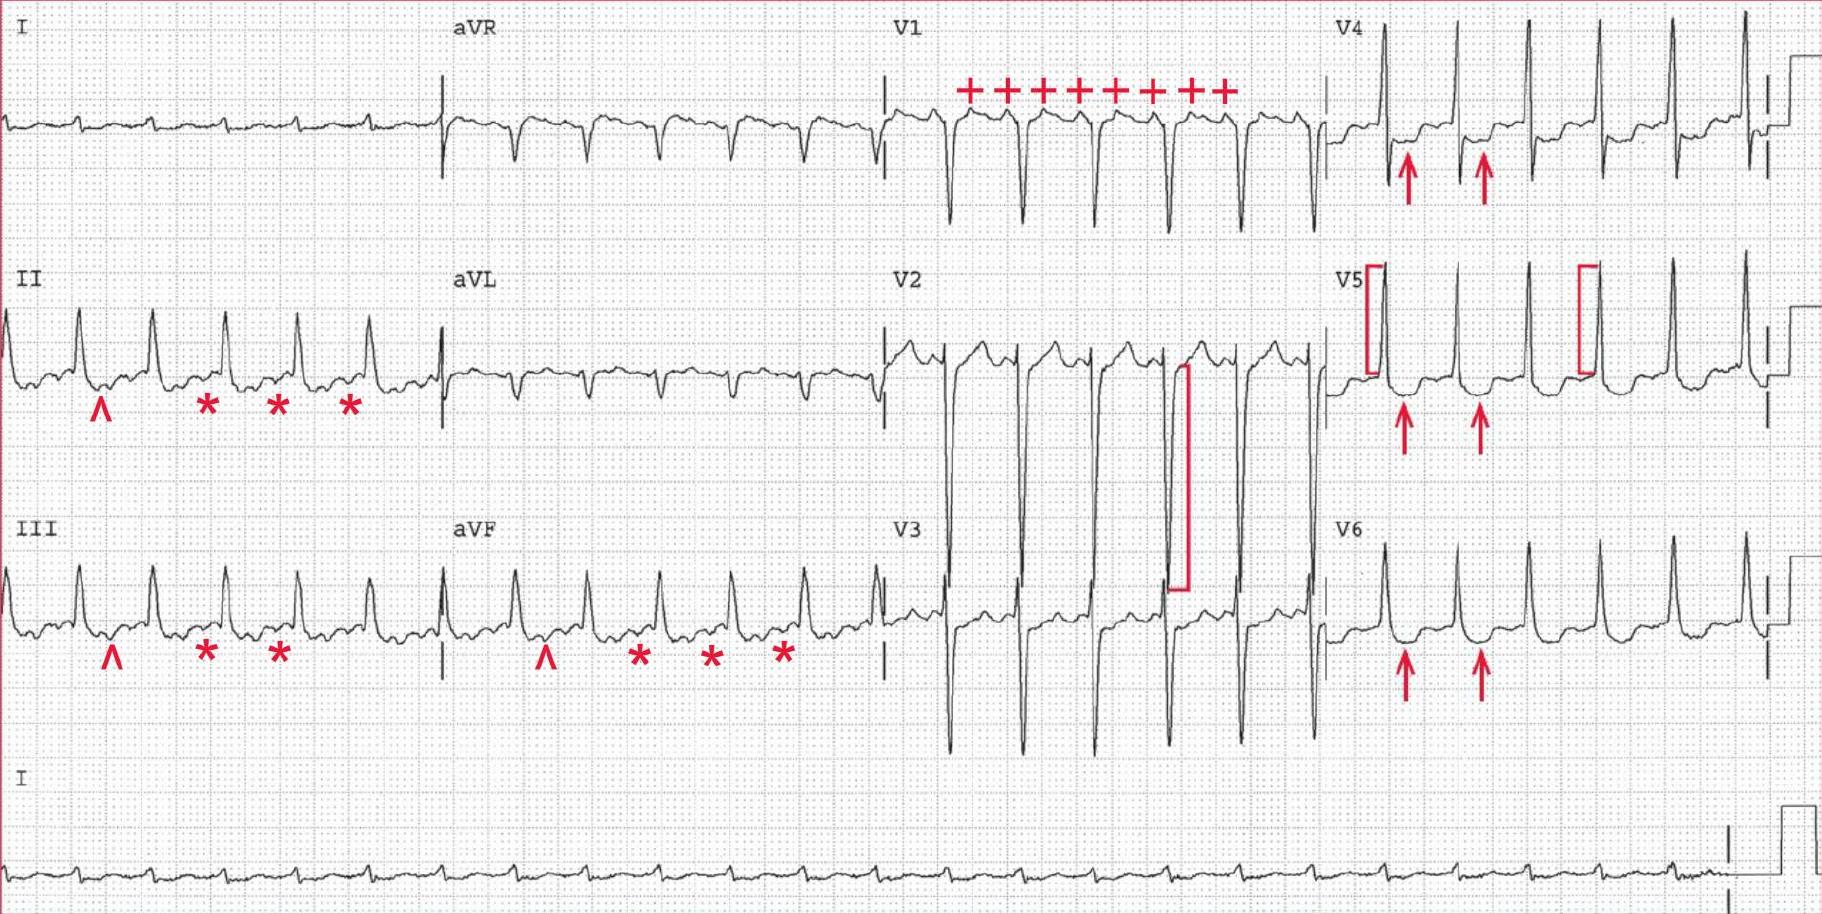 I aVR V1 V4
+ + + + + + + +
II aVL V2 V5
^ * * *
III aVF V3 V6
^ * * ^ * * *
I